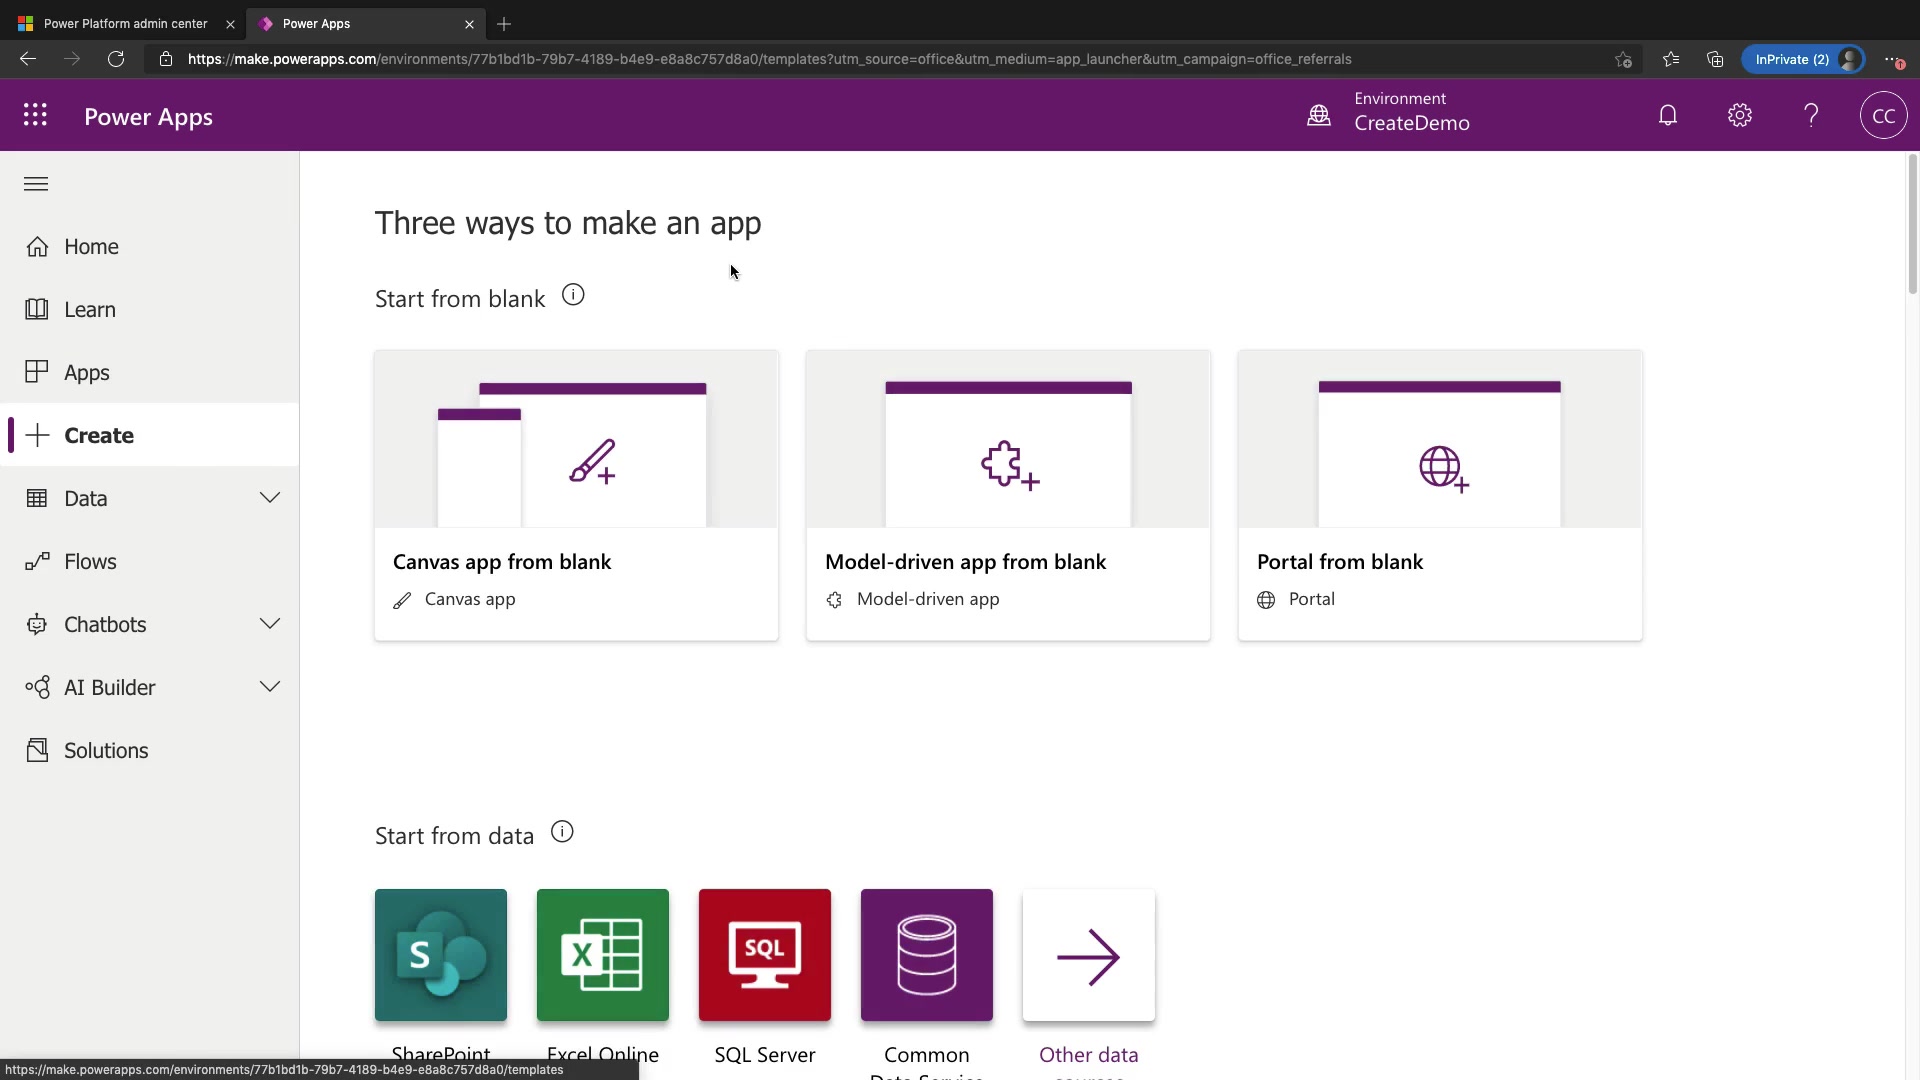 Power Platform admin center
Power Apps
https://make.powerapps.com/environments/77b1bd1b-79b7-4189-b4e9-e8a8c757d8a0/templates?utm_source=office&utm_medium=app_launcher&utm_campaign=office_referrals
InPrivate (2)
Power Apps
Environment
CreateDemo
CC
Home
Learn
Apps
Create
Data
Flows
Chatbots
AI Builder
Solutions
Three ways to make an app
Start from blank
Canvas app from blank
Canvas app
Model-driven app from blank
Model-driven app
Portal from blank
Portal
Start from data
S
X
SQL
SharePoint
Excel Online
SQL Server
Common
Data Service
Other data
sources
https://make.powerapps.com/environments/77b1bd1b-79b7-4189-b4e9-e8a8c757d8a0/templates